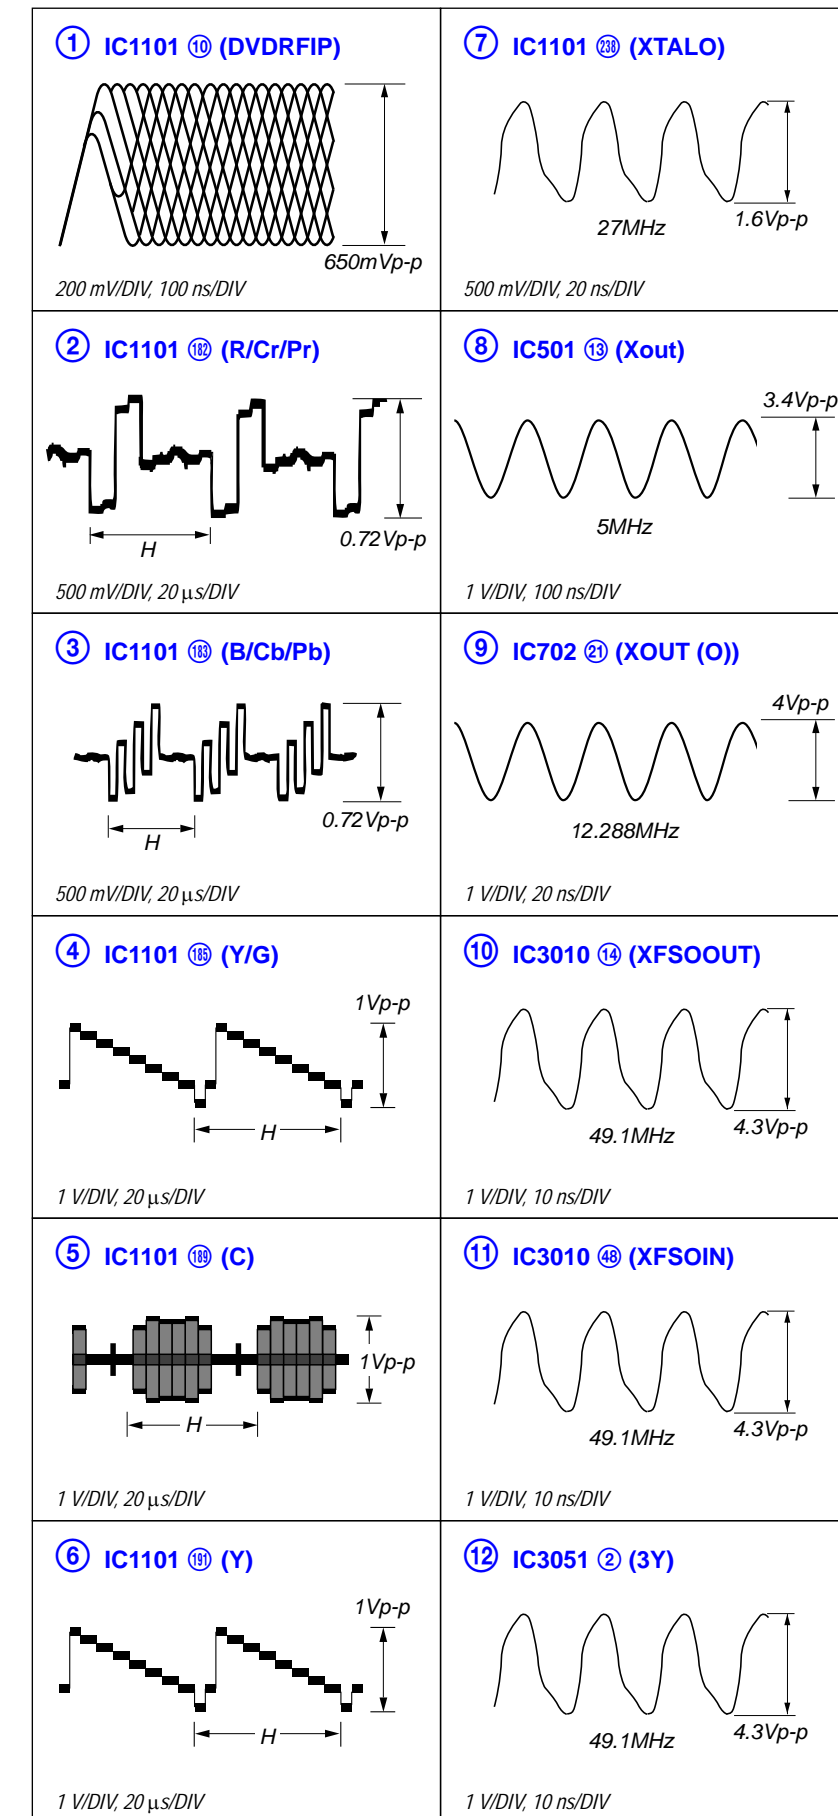 ① IC1101 ⑩ (DVDRFIP)
650mVp-p
200 mV/DIV, 100 ns/DIV
② IC1101 182 (R/Cr/Pr)
H
0.72Vp-p
500 mV/DIV, 20 µs/DIV
③ IC1101 183 (B/Cb/Pb)
H
0.72Vp-p
500 mV/DIV, 20 µs/DIV
④ IC1101 185 (Y/G)
1Vp-p
H
1 V/DIV, 20 µs/DIV
⑤ IC1101 189 (C)
1Vp-p
H
1 V/DIV, 20 µs/DIV
⑥ IC1101 191 (Y)
1Vp-p
H
1 V/DIV, 20 µs/DIV
⑦ IC1101 238 (XTALO)
27MHz
1.6Vp-p
500 mV/DIV, 20 ns/DIV
⑧ IC501 ⑬ (Xout)
3.4Vp-p
5MHz
1 V/DIV, 100 ns/DIV
⑨ IC702 ㉑ (XOUT (O))
4Vp-p
12.288MHz
1 V/DIV, 20 ns/DIV
⑩ IC3010 ⑭ (XFSOOUT)
49.1MHz
4.3Vp-p
1 V/DIV, 10 ns/DIV
⑪ IC3010 ㊽ (XFSOIN)
49.1MHz
4.3Vp-p
1 V/DIV, 10 ns/DIV
⑫ IC3051 ② (3Y)
49.1MHz
4.3Vp-p
1 V/DIV, 10 ns/DIV